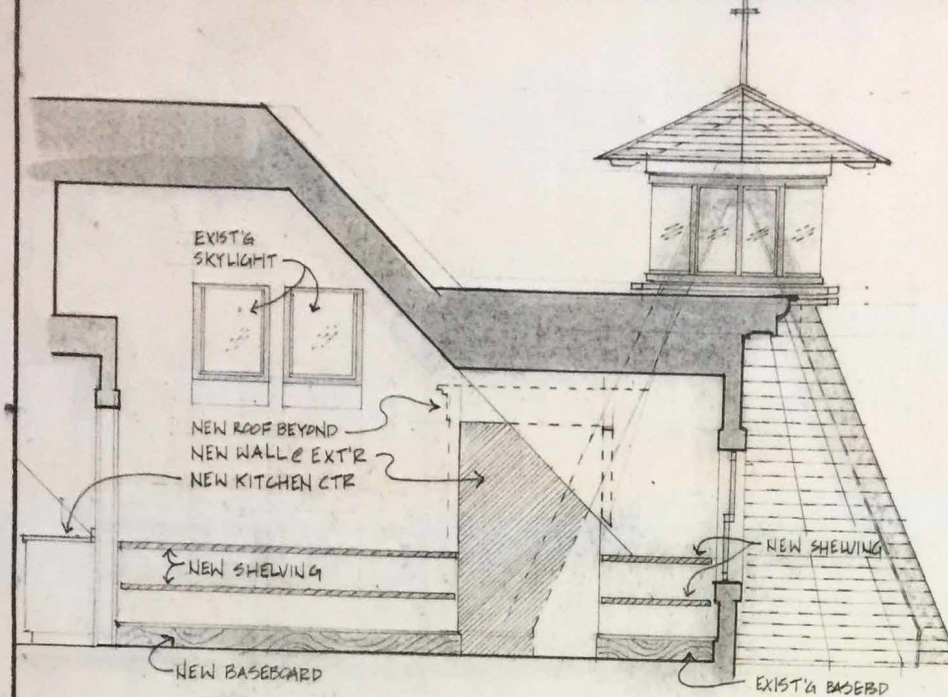 EXIST'G
SKYLIGHT
NEW ROOF BEYOND
NEW WALL @ EXT'R
NEW KITCHEN CTR
NEW SHELVING
NEW SHELVING
NEW BASEBOARD
EXIST'G BASEBD